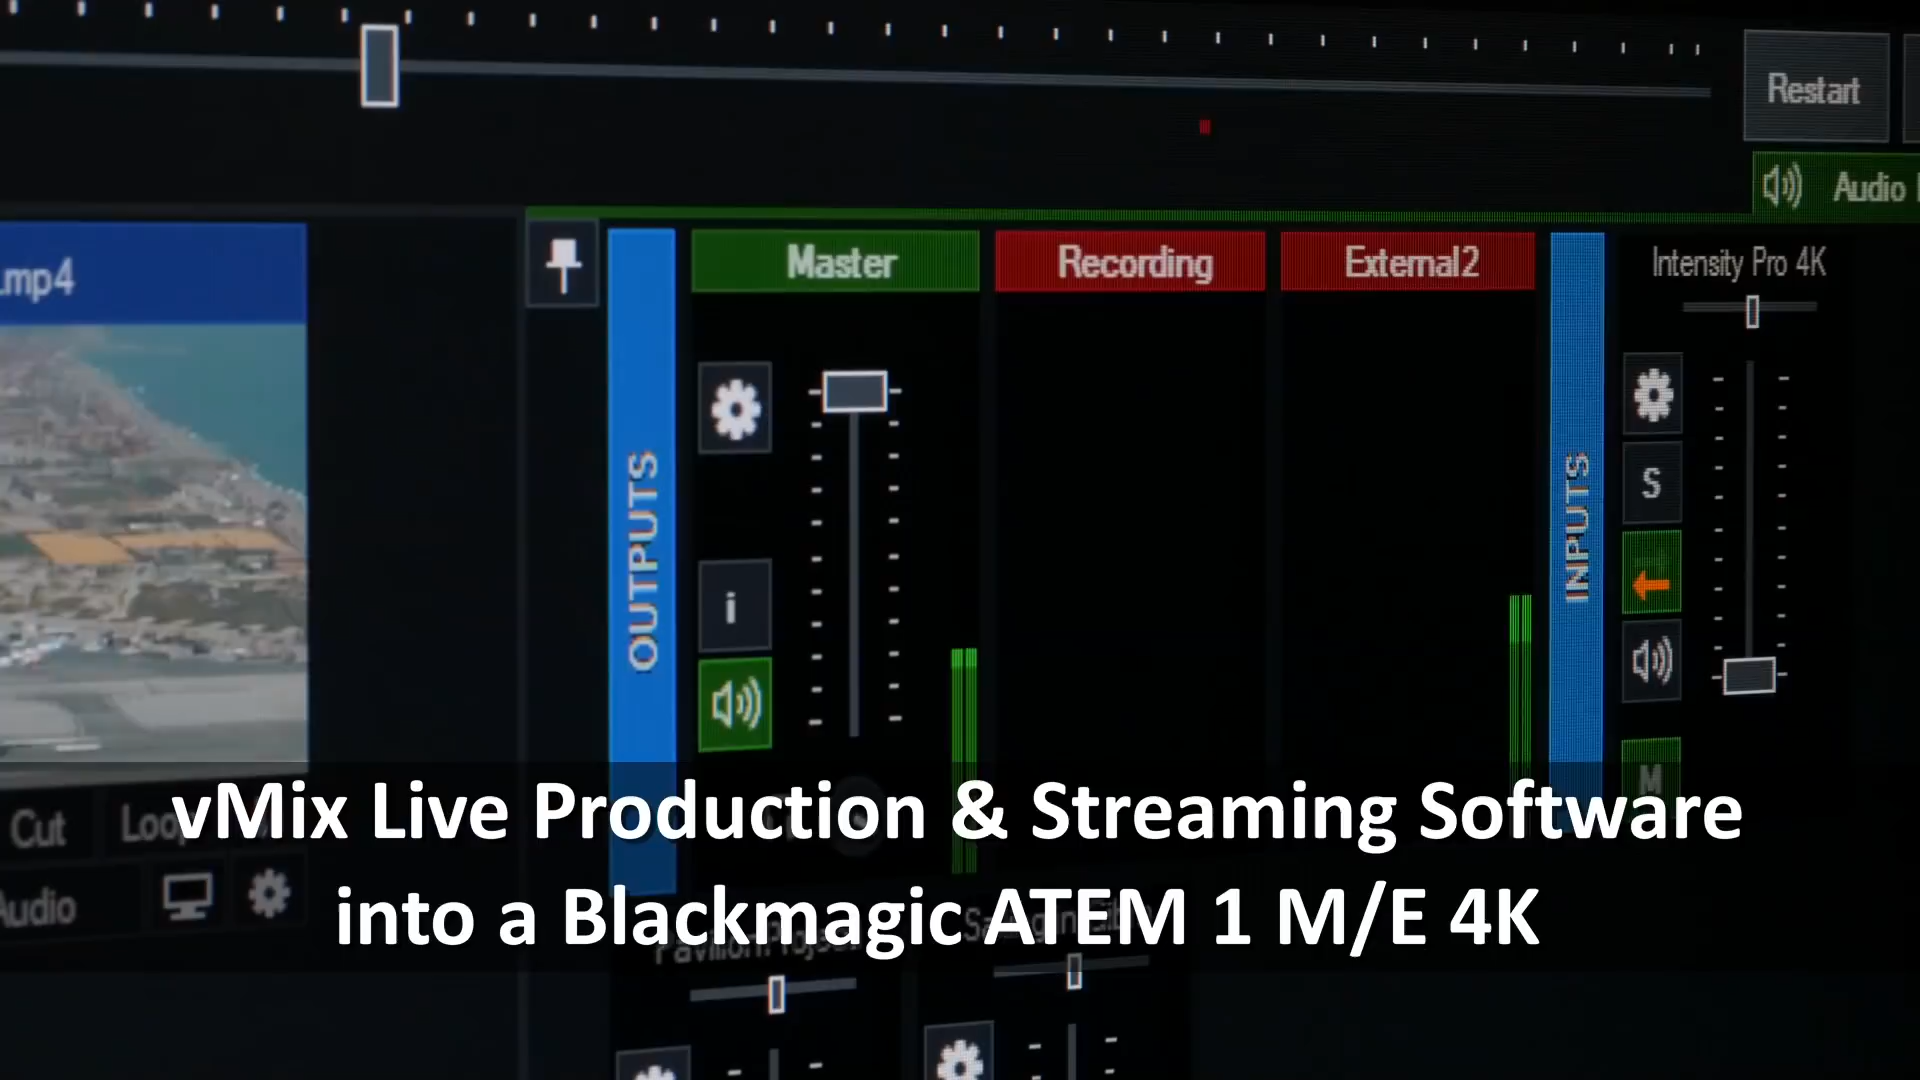 Restart
Audio
.mp4
Master
Recording
External2
Intensity Pro 4K
OUTPUTS
INPUTS
S
i
M
Cut
Loop
Audio
vMix Live Production & Streaming Software
into a Blackmagic ATEM 1 M/E 4K